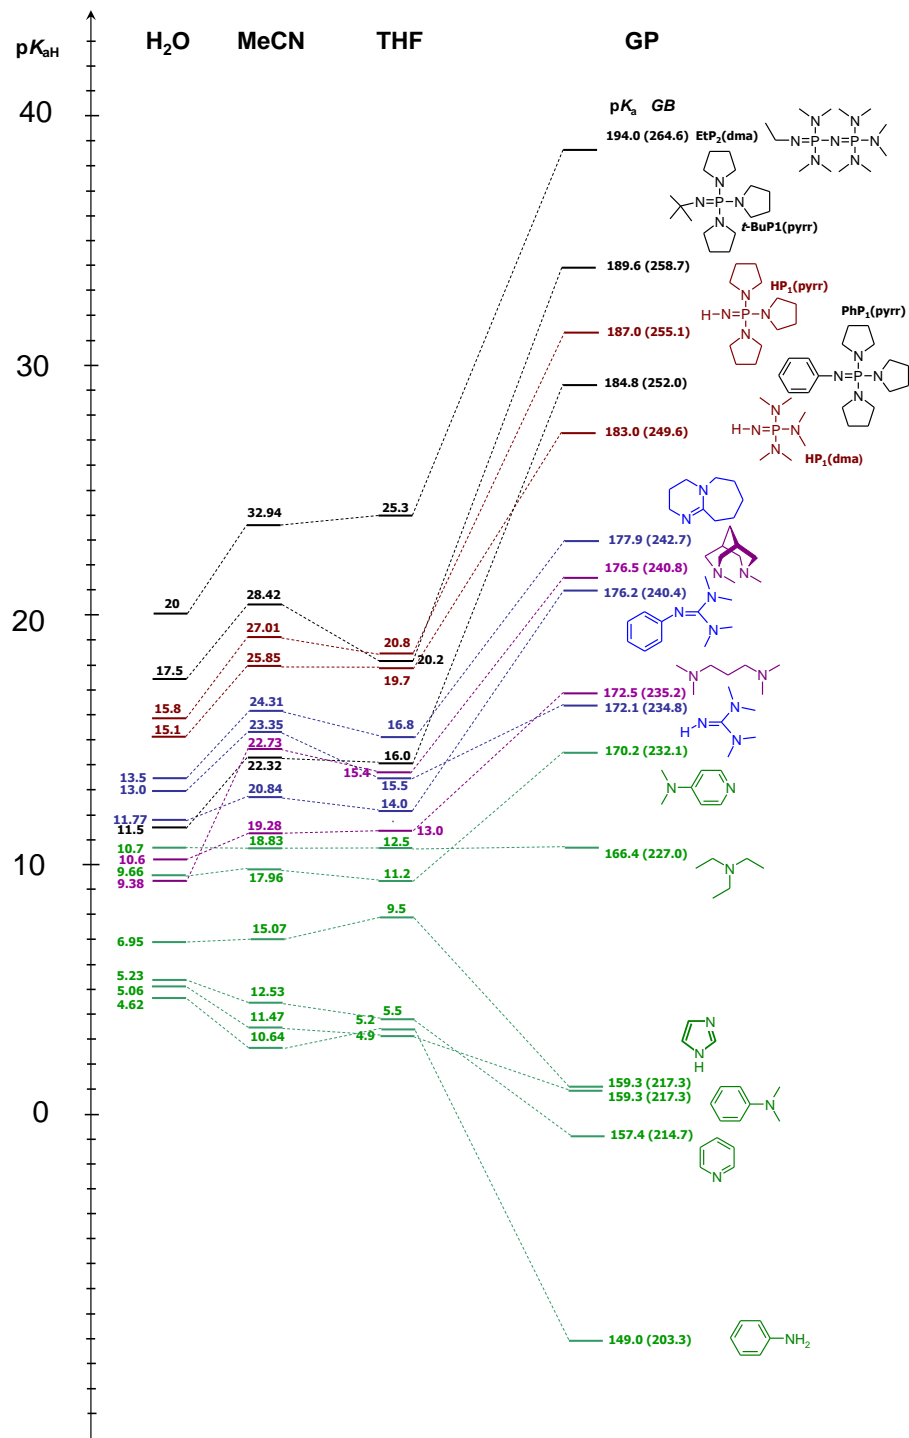 pKaH
H2O
MeCN
THF
GP
pKa GB
40
30
20
10
0
194.0 (264.6)
EtP2(dma)
N=P-N=P-N
N
N
N
N
N
N=P-N
N
t-BuP1(pyrr)
189.6 (258.7)
HP1(pyrr)
N
H-N=P-N
N
187.0 (255.1)
PhP1(pyrr)
N
N=P-N
N
184.8 (252.0)
N
H-N=P-N
N
183.0 (249.6)
HP1(dma)
N
N
177.9 (242.7)
N
N
176.5 (240.8)
176.2 (240.4)
N
N
N
N
N
172.5 (235.2)
172.1 (234.8)
N
N
H
N
170.2 (232.1)
N
N
166.4 (227.0)
N
N
N
H
159.3 (217.3)
159.3 (217.3)
N
157.4 (214.7)
N
149.0 (203.3)
NH2
32.94
25.3
20
28.42
17.5
27.01
20.8
20.2
25.85
19.7
15.8
15.1
24.31
16.8
23.35
22.73
22.32
16.0
15.4
15.5
13.5
13.0
20.84
14.0
11.77
11.5
19.28
13.0
10.7
18.83
12.5
10.6
9.66
17.96
11.2
9.38
9.5
15.07
6.95
5.23
12.53
5.5
5.06
11.47
5.2
4.62
10.64
4.9